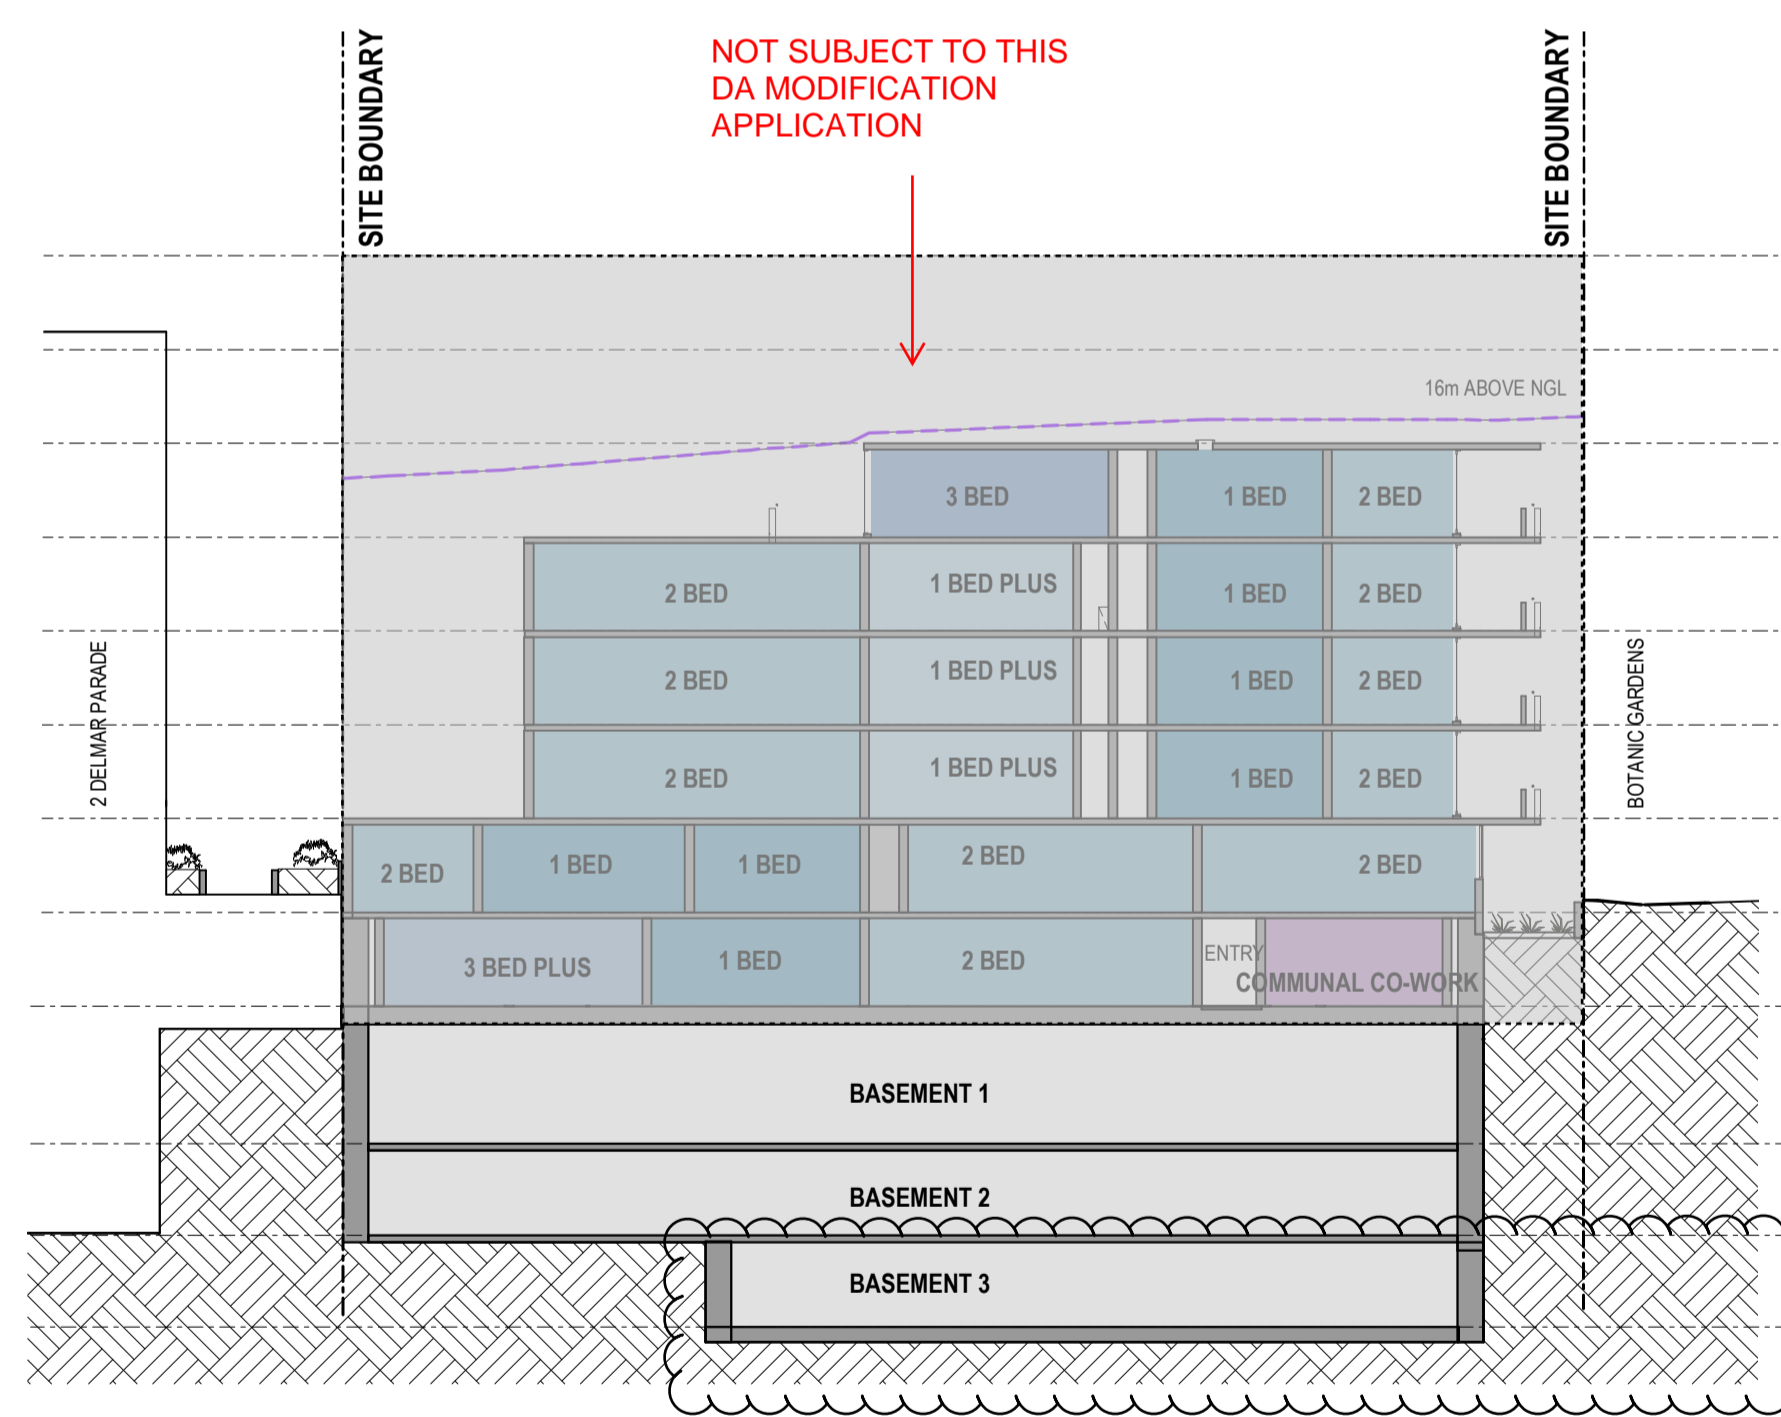 SITE BOUNDARY
NOT SUBJECT TO THIS
DA MODIFICATION
APPLICATION
SITE BOUNDARY
16m ABOVE NGL
3 BED
1 BED
2 BED
2 BED
1 BED PLUS
1 BED
2 BED
2 BED
1 BED PLUS
1 BED
2 BED
2 BED
1 BED PLUS
1 BED
2 BED
2 DELMAR PARADE
BOTANIC GARDENS
2 BED
1 BED
1 BED
2 BED
2 BED
3 BED PLUS
1 BED
2 BED
ENTRY
COMMUNAL CO-WORK
BASEMENT 1
BASEMENT 2
BASEMENT 3